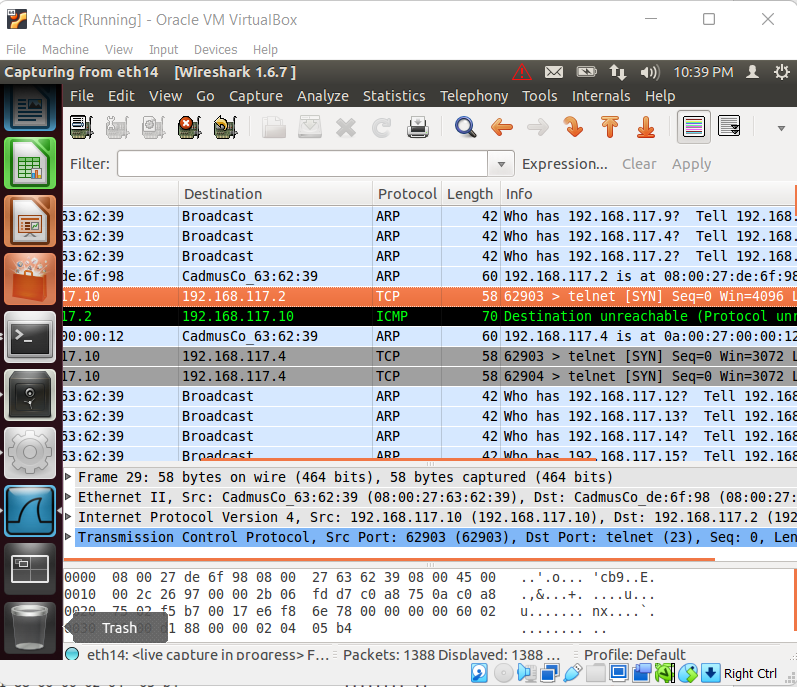 Attack [Running] - Oracle VM VirtualBox
File Machine View Input Devices Help
Capturing from eth14 [Wireshark 1.6.7 ] 10:39 PM
File Edit View Go Capture Analyze Statistics Telephony Tools Internals Help
Filter: Expression... Clear Apply
Destination Protocol Length Info
63:62:39 Broadcast ARP 42 Who has 192.168.117.9? Tell 192.168.
63:62:39 Broadcast ARP 42 Who has 192.168.117.4? Tell 192.168.
63:62:39 Broadcast ARP 42 Who has 192.168.117.2? Tell 192.168.
de:6f:98 CadmusCo_63:62:39 ARP 60 192.168.117.2 is at 08:00:27:de:6f:98
17.10 192.168.117.2 TCP 58 62903 > telnet [SYN] Seq=0 Win=4096 L
17.2 192.168.117.10 ICMP 70 Destination unreachable (Protocol unr
00:00:12 CadmusCo_63:62:39 ARP 60 192.168.117.4 is at 0a:00:27:00:00:12
17.10 192.168.117.4 TCP 58 62903 > telnet [SYN] Seq=0 Win=3072 L
17.10 192.168.117.4 TCP 58 62904 > telnet [SYN] Seq=0 Win=3072 L
63:62:39 Broadcast ARP 42 Who has 192.168.117.12? Tell 192.168
63:62:39 Broadcast ARP 42 Who has 192.168.117.13? Tell 192.168
63:62:39 Broadcast ARP 42 Who has 192.168.117.14? Tell 192.168
63:62:39 Broadcast ARP 42 Who has 192.168.117.15? Tell 192.168
Frame 29: 58 bytes on wire (464 bits), 58 bytes captured (464 bits)
Ethernet II, Src: CadmusCo_63:62:39 (08:00:27:63:62:39), Dst: CadmusCo_de:6f:98 (08:00:27:
Internet Protocol Version 4, Src: 192.168.117.10 (192.168.117.10), Dst: 192.168.117.2 (192
Transmission Control Protocol, Src Port: 62903 (62903), Dst Port: telnet (23), Seq: 0, Len
0000 08 00 27 de 6f 98 08 00 27 63 62 39 08 00 45 00 ..'.o... 'cb9..E.
0010 00 2c 26 97 00 00 2b 06 fd d7 c0 a8 75 0a c0 a8 .,&...+. ....u...
0020 75 02 f5 b7 00 17 e6 f8 6e 78 00 00 00 00 60 02 u....... nx....`.
d1 88 00 00 02 04 05 b4 ........ ..
Trash
eth14: <live capture in progress> F... Packets: 1388 Displayed: 1388 ... Profile: Default
Right Ctrl